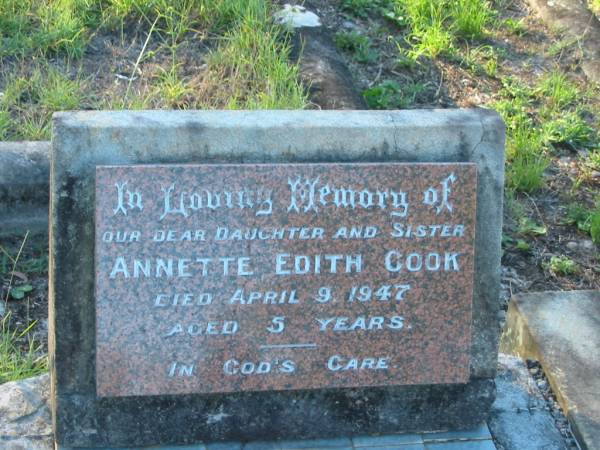 In Loving Memory of
OUR DEAR DAUGHTER AND SISTER
ANNETTE EDITH COOK
DIED APRIL 9, 1947
AGED 5 YEARS.
IN GOD'S CARE.